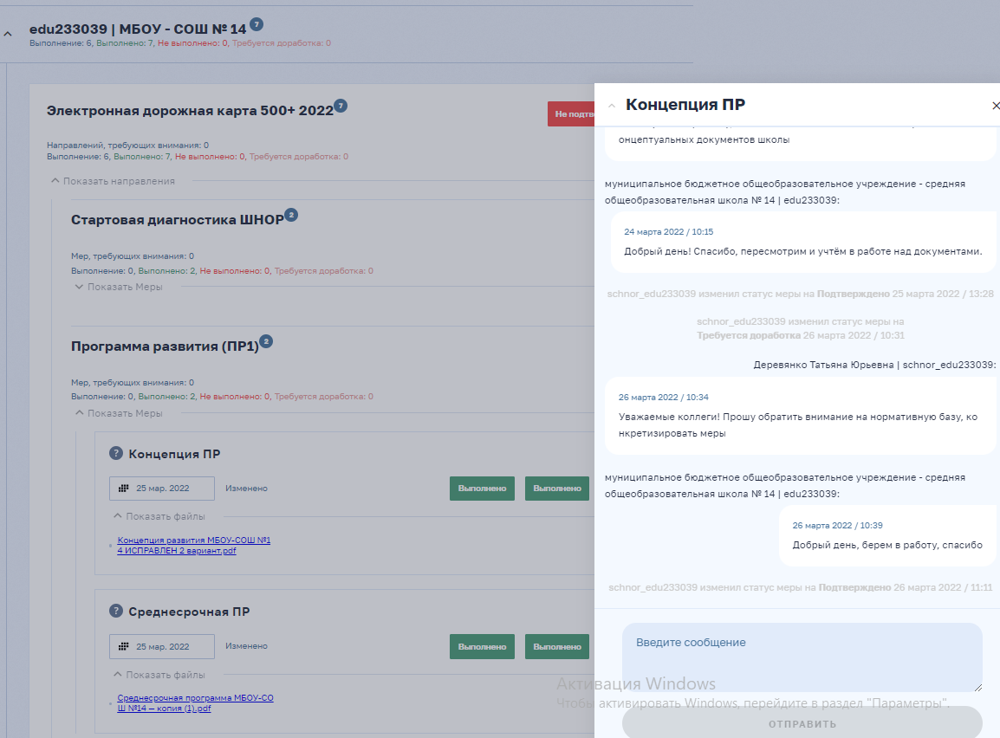 edu233039 | МБОУ - СОШ № 14 7
Выполнение: 6, Выполнено: 7, Не выполнено: 0, Требуется доработка: 0
Электронная дорожная карта 500+ 2022 7
Не подтв
Направлений, требующих внимания: 0
Выполнение: 6, Выполнено: 7, Не выполнено: 0, Требуется доработка: 0
Показать направления
Стартовая диагностика ШНОР 2
Мер, требующих внимания: 0
Выполнение: 0, Выполнено: 2, Не выполнено: 0, Требуется доработка: 0
Показать Меры
Программа развития (ПР1) 2
Мер, требующих внимания: 0
Выполнение: 0, Выполнено: 2, Не выполнено: 0, Требуется доработка: 0
Показать Меры
? Концепция ПР
25 мар. 2022 Изменено Выполнено Выполнено
Показать файлы
Концепция развития МБОУ-СОШ №1
4 ИСПРАВЛЕН 2 вариант.pdf
? Среднесрочная ПР
25 мар. 2022 Изменено Выполнено Выполнено
Показать файлы
Среднесрочная программа МБОУ-СО
Ш №14 — копия (1).pdf
Концепция ПР
онцептуальных документов школы
муниципальное бюджетное общеобразовательное учреждение - средняя
общеобразовательная школа № 14 | edu233039:
24 марта 2022 / 10:15
Добрый день! Спасибо, пересмотрим и учтём в работе над документами.
schnor_edu233039 изменил статус меры на Подтверждено 25 марта 2022 / 13:28
schnor_edu233039 изменил статус меры на
Требуется доработка 26 марта 2022 / 10:31
Деревянко Татьяна Юрьевна | schnor_edu233039:
26 марта 2022 / 10:34
Уважаемые коллеги! Прошу обратить внимание на нормативную базу, ко
нкретизировать меры
муниципальное бюджетное общеобразовательное учреждение - средняя
общеобразовательная школа № 14 | edu233039:
26 марта 2022 / 10:39
Добрый день, берем в работу, спасибо
schnor_edu233039 изменил статус меры на Подтверждено 26 марта 2022 / 11:11
Введите сообщение
Активация Windows
Чтобы активировать Windows, перейдите в раздел "Параметры".
ОТПРАВИТЬ